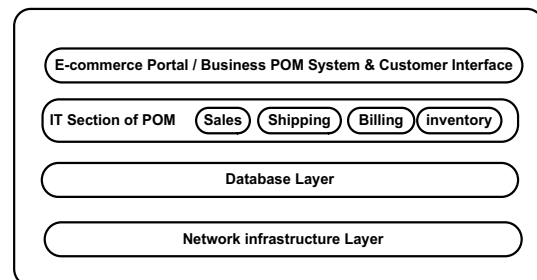 E-commerce Portal / Business POM System & Customer Interface
IT Section of POM Sales Shipping Billing inventory
Database Layer
Network infrastructure Layer